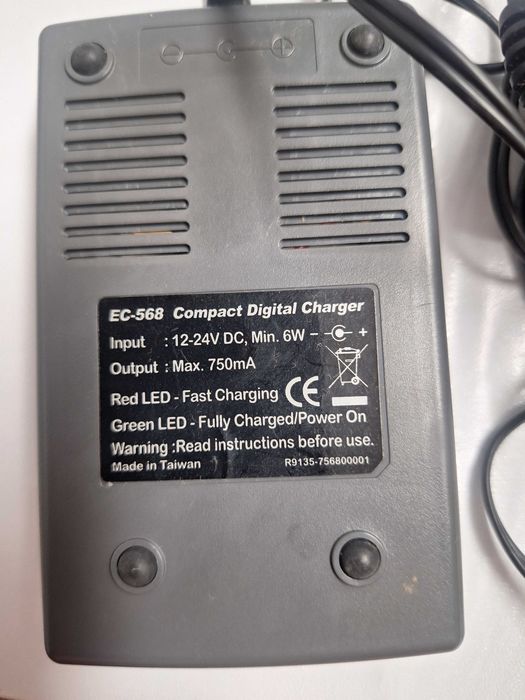 EC-568 Compact Digital Charger
Input : 12-24V DC, Min. 6W - +
Output : Max. 750mA
Red LED - Fast Charging CE
Green LED - Fully Charged/Power On
Warning :Read instructions before use.
Made in Taiwan R9135-756800001